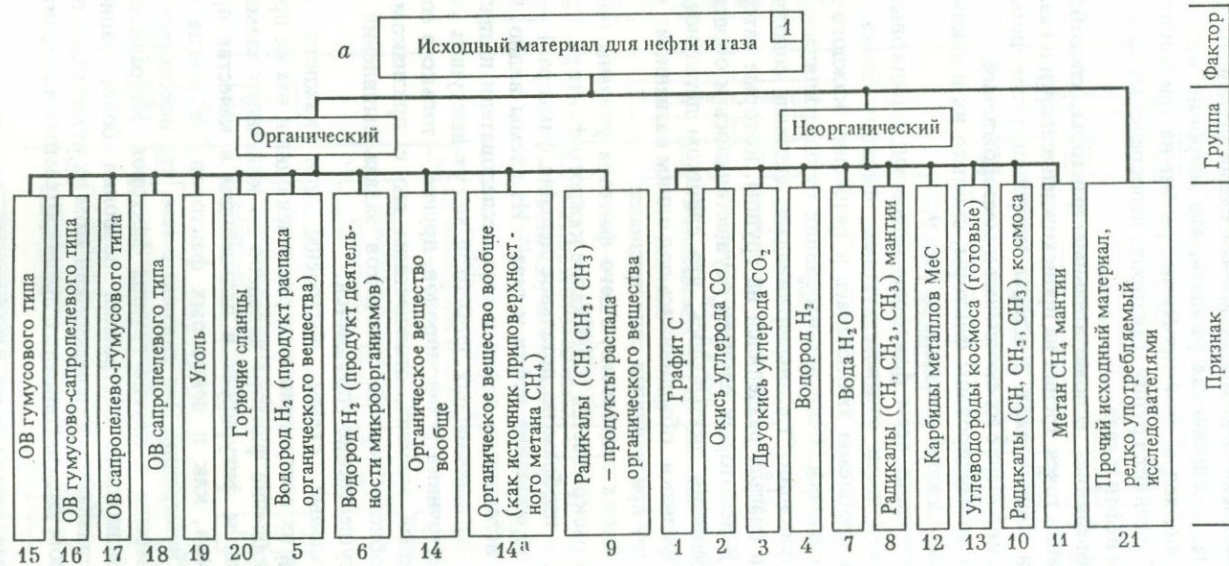 а
Исходный материал для нефти и газа
1
Фактор
Органический
Неорганический
Группа
ОВ гумусового типа
ОВ гумусово-сапропелевого типа
ОВ сапропелево-гумусового типа
ОВ сапропелевого типа
Уголь
Горючие сланцы
Водород H₂ (продукт распада
органического вещества)
Водород H₂ (продукт деятель-
ности микроорганизмов)
Органическое вещество
вообще
Органическое вещество вообще
(как источник приповерхност-
ного метана CH₄)
Радикалы (CH, CH₂, CH₃)
– продукты распада
органического вещества
Графит C
Окись углерода CO
Двуокись углерода CO₂
Водород H₂
Вода H₂O
Радикалы (CH, CH₂, CH₃) мантии
Карбиды металлов MeC
Углеводороды космоса (готовые)
Радикалы (CH, CH₂, CH₃) космоса
Метан CH₄ мантии
Прочий исходный материал,
редко употребляемый
исследователями
Признак
15
16
17
18
19
20
5
6
14
14ᵃ
9
1
2
3
4
7
8
12
13
10
11
21